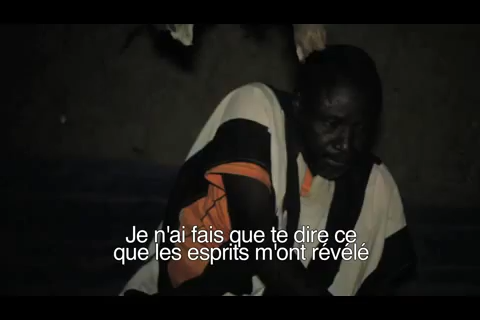 Je n'ai fais que te dire ce
que les esprits m'ont révélé